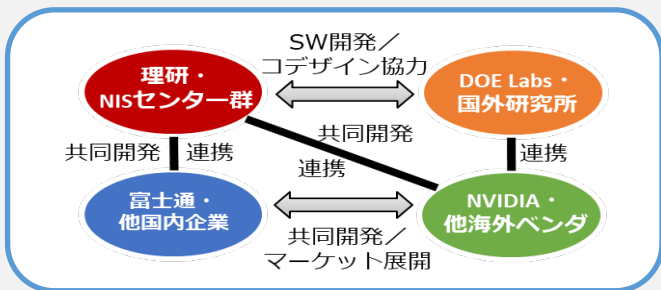 SW開発／
コデザイン協力
理研・
NISセンター群
DOE Labs・
国外研究所
共同開発
共同開発 連携
連携
連携
富士通・
他国内企業
NVIDIA・
他海外ベンダ
共同開発／
マーケット展開